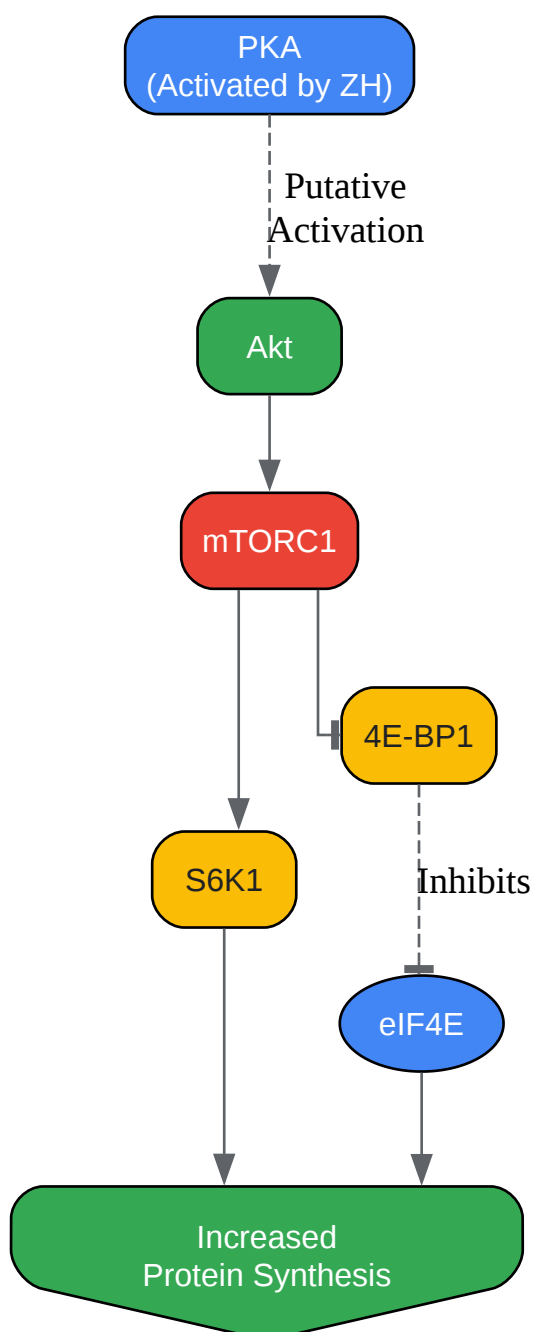 PKA
(Activated by ZH)
Putative
Activation
Akt
mTORC1
4E-BP1
S6K1
Inhibits
eIF4E
Increased
Protein Synthesis